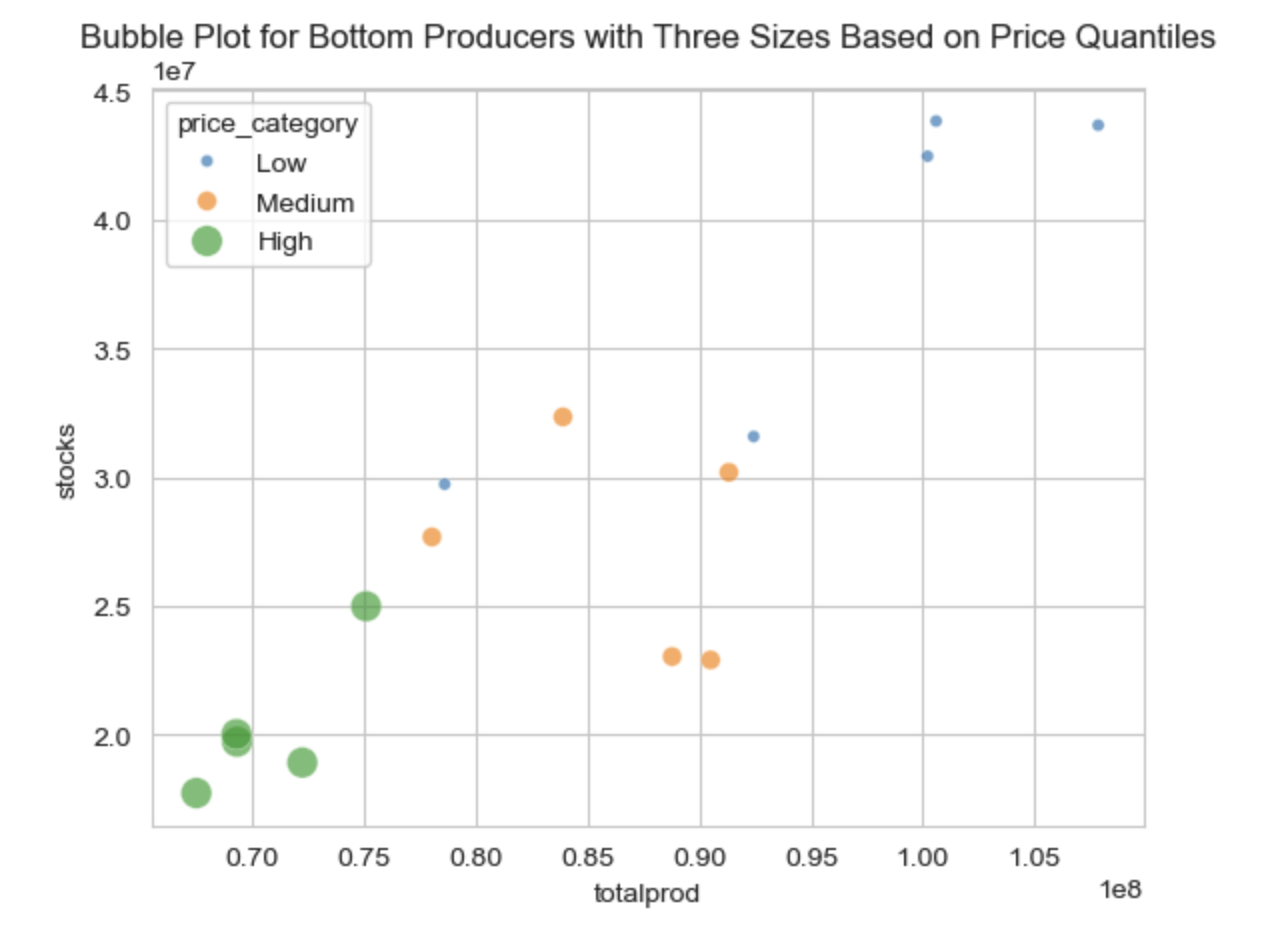 Bubble Plot for Bottom Producers with Three Sizes Based on Price Quantiles
1e7
4.5
price_category
Low
Medium
High
4.0
3.5
3.0
2.5
2.0
stocks
0.70 0.75 0.80 0.85 0.90 0.95 1.00 1.05
totalprod
1e8